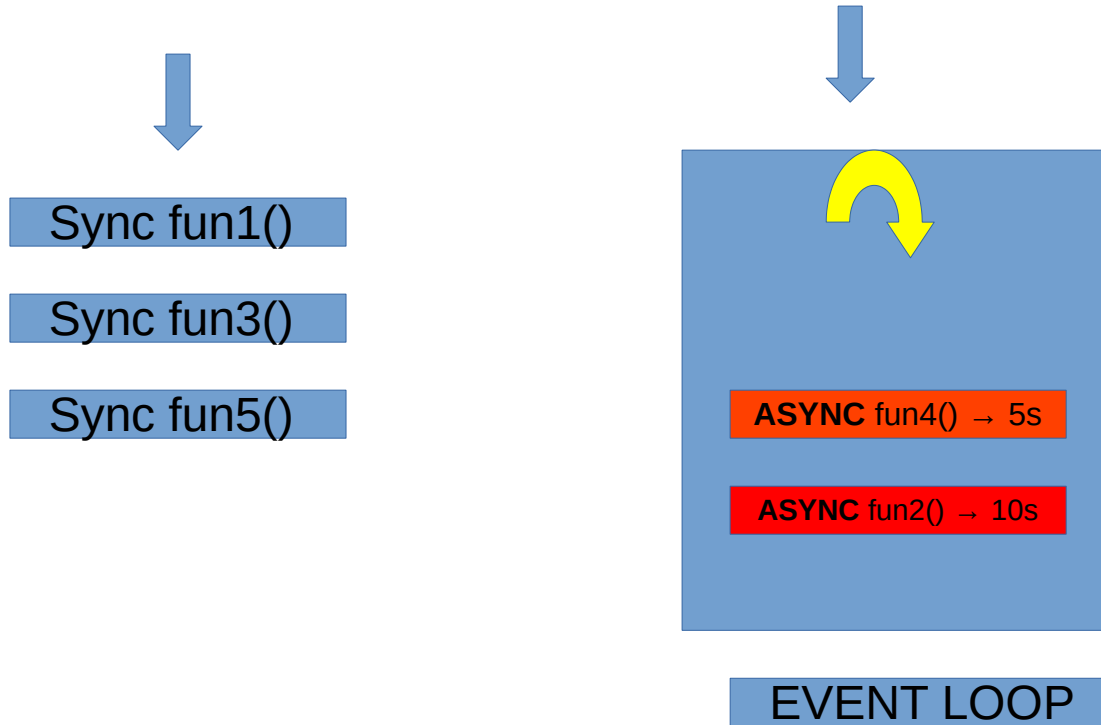 Sync fun1()
Sync fun3()
Sync fun5()
ASYNC fun4() → 5s
ASYNC fun2() → 10s
EVENT LOOP